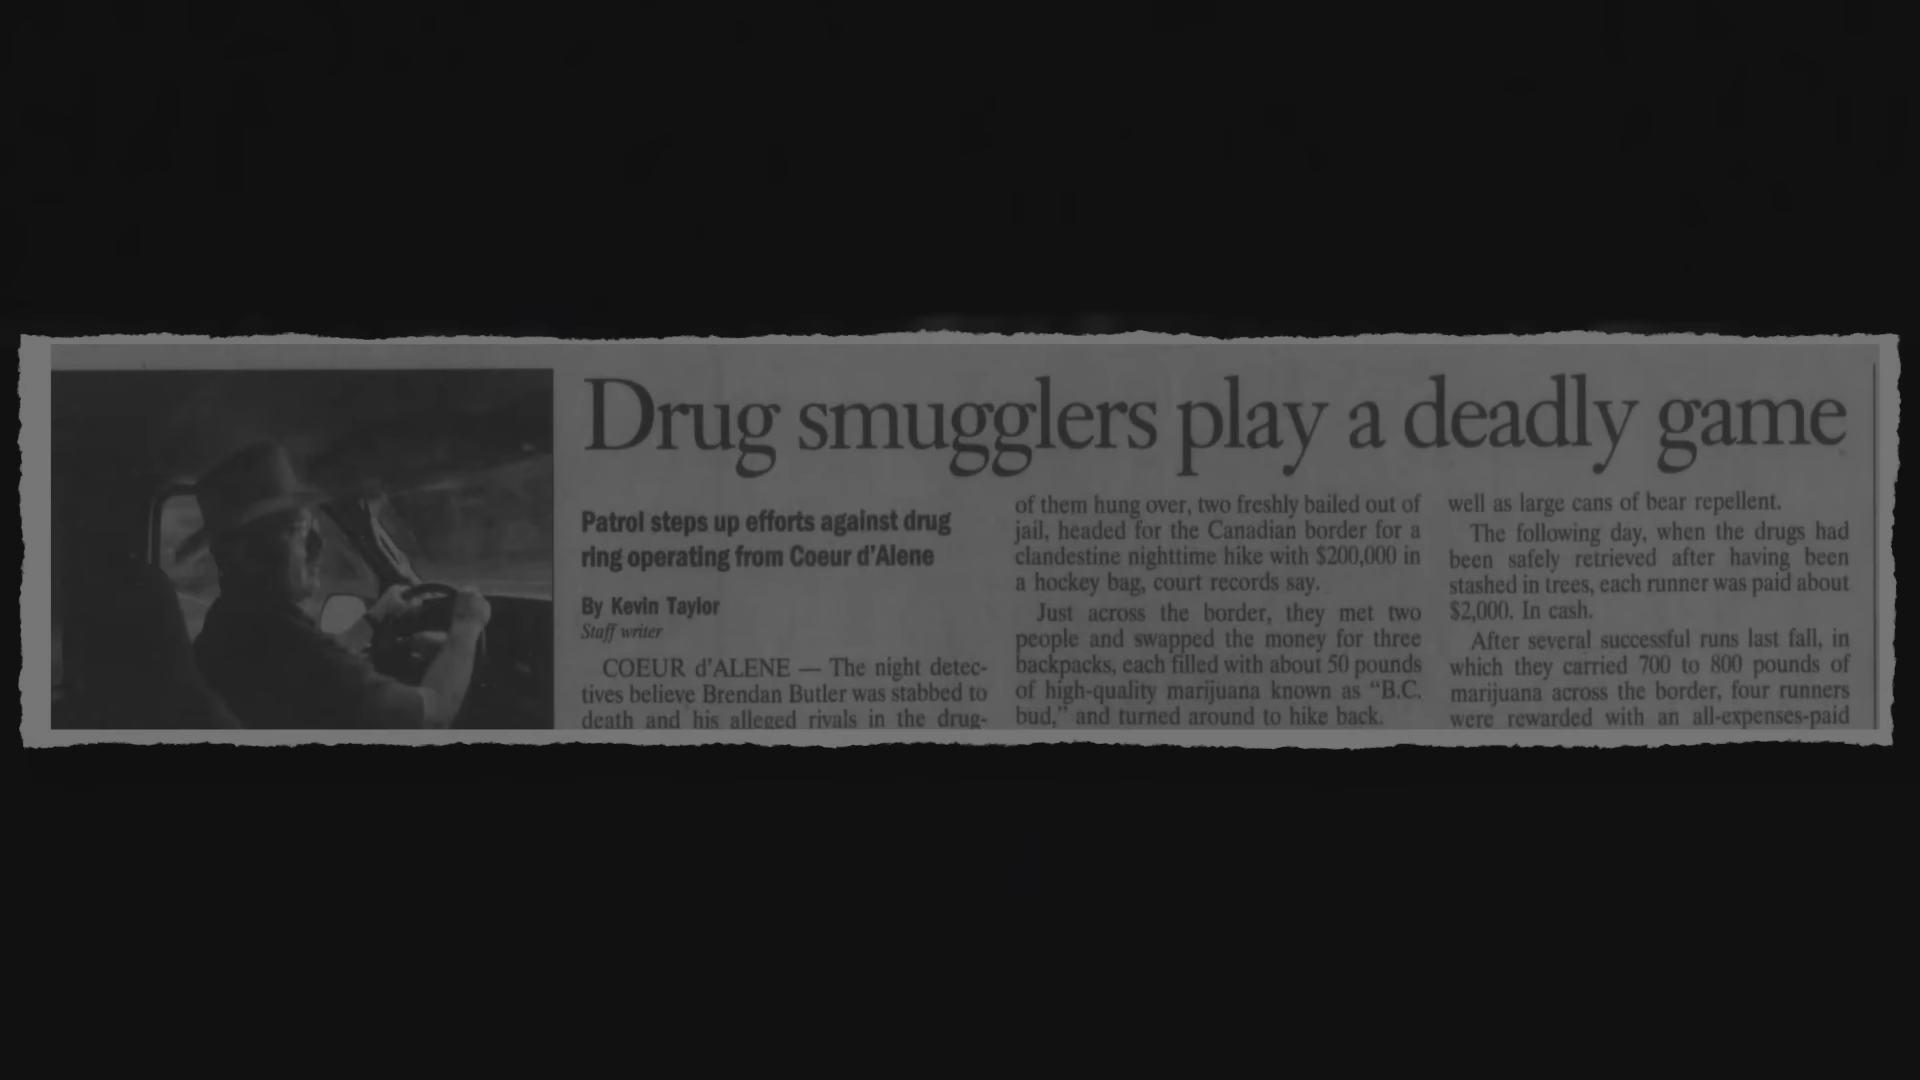 Drug smugglers play a deadly game
Patrol steps up efforts against drug
ring operating from Coeur d'Alene
By Kevin Taylor
Staff writer
COEUR d'ALENE — The night detec-
tives believe Brendan Butler was stabbed to
death and his alleged rivals in the drug-
of them hung over, two freshly bailed out of
jail, headed for the Canadian border for a
clandestine nighttime hike with $200,000 in
a hockey bag, court records say.
Just across the border, they met two
people and swapped the money for three
backpacks, each filled with about 50 pounds
of high-quality marijuana known as “B.C.
bud,” and turned around to hike back.
well as large cans of bear repellent.
The following day, when the drugs had
been safely retrieved after having been
stashed in trees, each runner was paid about
$2,000. In cash.
After several successful runs last fall, in
which they carried 700 to 800 pounds of
marijuana across the border, four runners
were rewarded with an all-expenses-paid